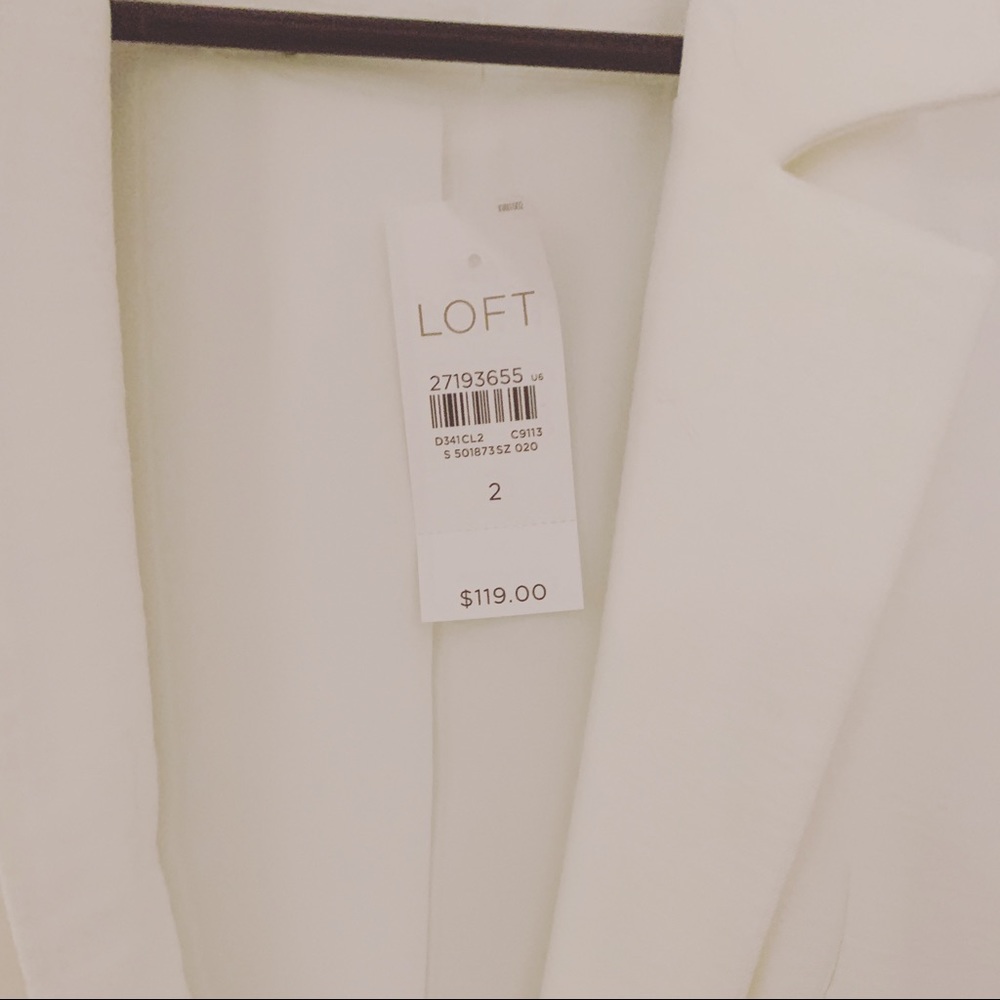 LOFT
27193655 U6
D341CL2 C9113
S 501873SZ 020
2
$119.00